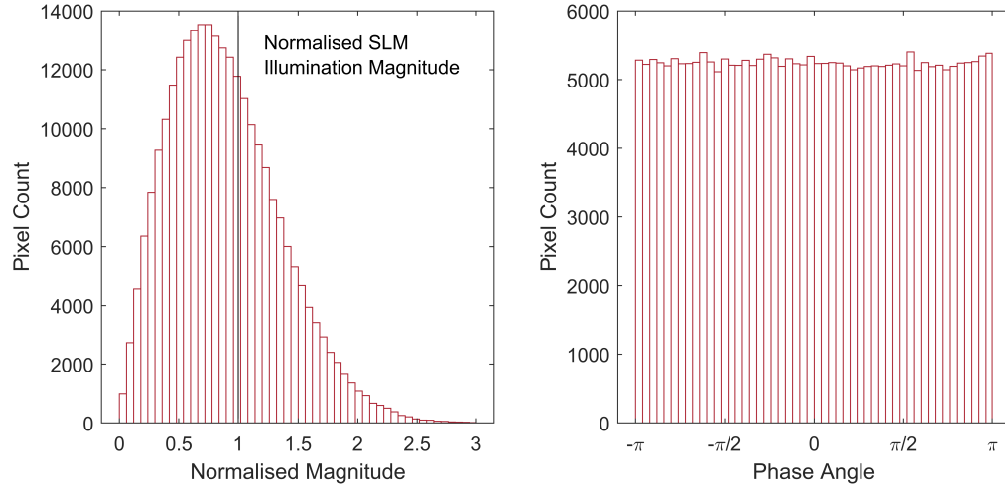 14000
12000
10000
8000
6000
4000
2000
0
Pixel Count
Normalised SLM
Illumination Magnitude
0
0.5
1
1.5
2
2.5
3
Normalised Magnitude
6000
5000
4000
3000
2000
1000
0
Pixel Count
-π
-π/2
0
π/2
π
Phase Angle